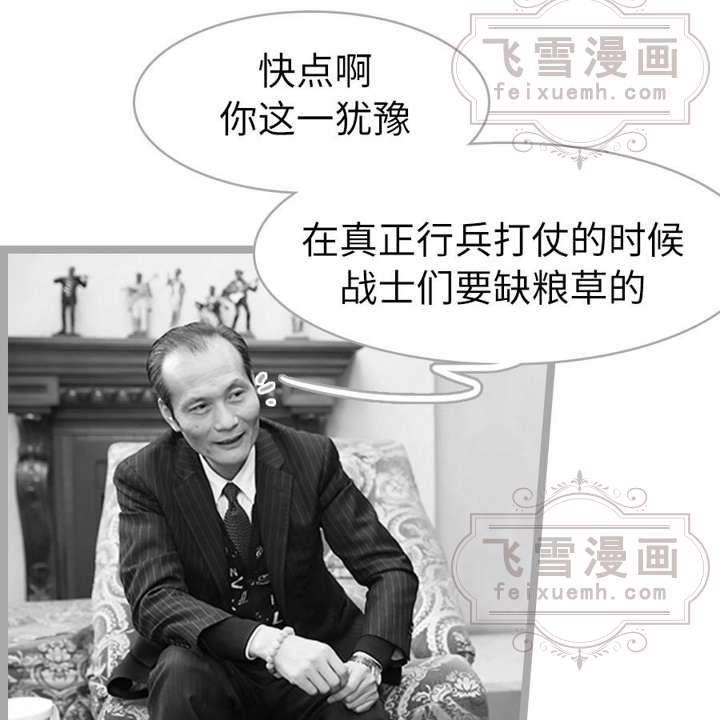 飞雪漫画
feixuemh.com
快点啊
你这一犹豫
在真正行兵打仗的时候
战士们要缺粮草的
飞雪漫画
feixuemh.com